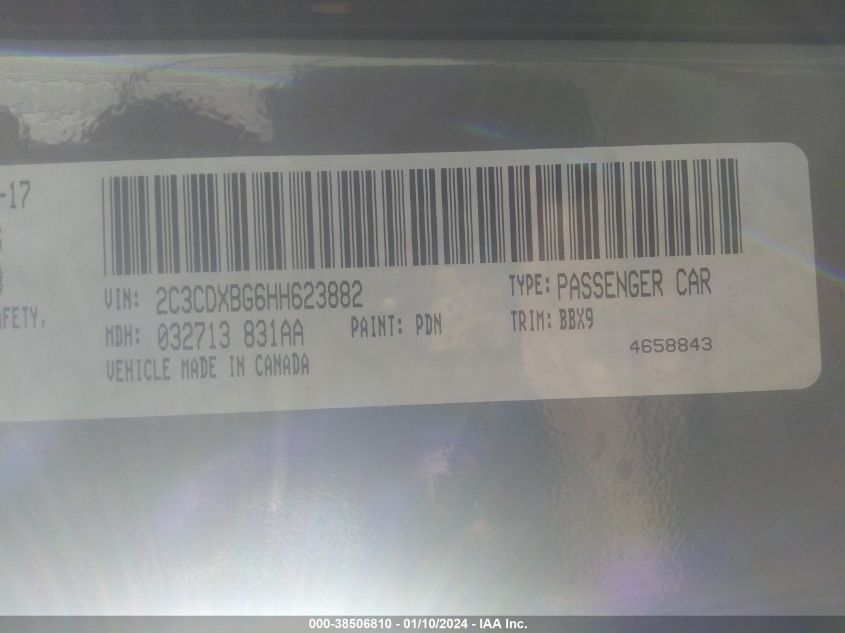 -17
VIN: 2C3CDXBG6HH623882
TYPE: PASSENGER CAR
AFETY,
MDH: 032713 831AA
PAINT: PDN
TRIM: BBX9
4658843
VEHICLE MADE IN CANADA
000-38506810 - 01/10/2024 - IAA Inc.